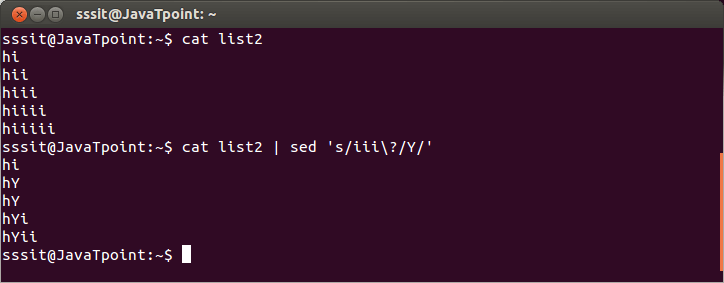 sssit@JavaTpoint: ~
sssit@JavaTpoint:~$ cat list2
hi
hii
hiii
hiiii
hiiiii
sssit@JavaTpoint:~$ cat list2 | sed 's/iii\?/Y/'
hi
hY
hY
hYi
hYii
sssit@JavaTpoint:~$